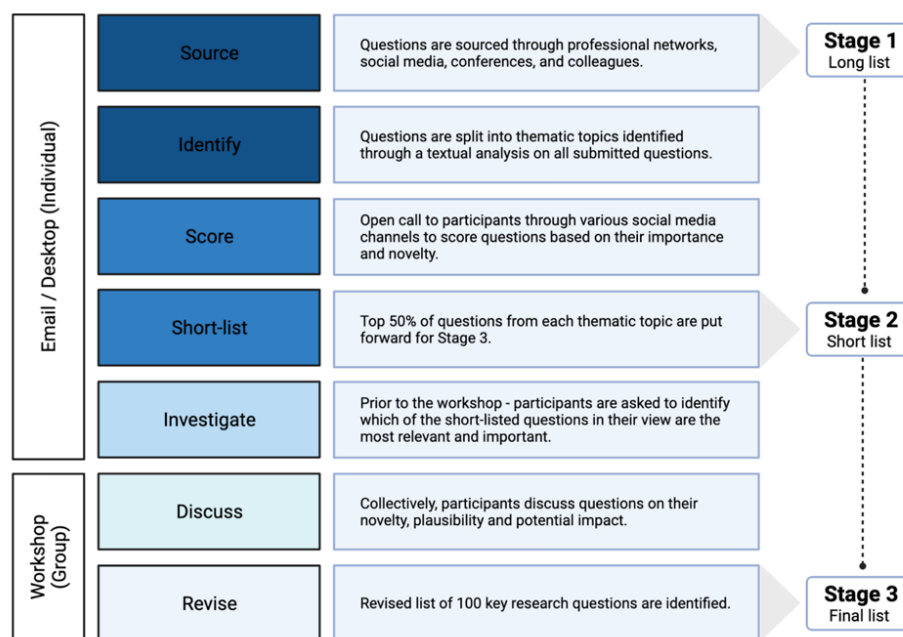 Email / Desktop (Individual)
Source
Questions are sourced through professional networks,
social media, conferences, and colleagues.
Stage 1
Long list
Identify
Questions are split into thematic topics identified
through a textual analysis on all submitted questions.
Score
Open call to participants through various social media
channels to score questions based on their importance
and novelty.
Short-list
Top 50% of questions from each thematic topic are put
forward for Stage 3.
Stage 2
Short list
Investigate
Prior to the workshop - participants are asked to identify
which of the short-listed questions in their view are the
most relevant and important.
Workshop
(Group)
Discuss
Collectively, participants discuss questions on their
novelty, plausibility and potential impact.
Revise
Revised list of 100 key research questions are identified.
Stage 3
Final list